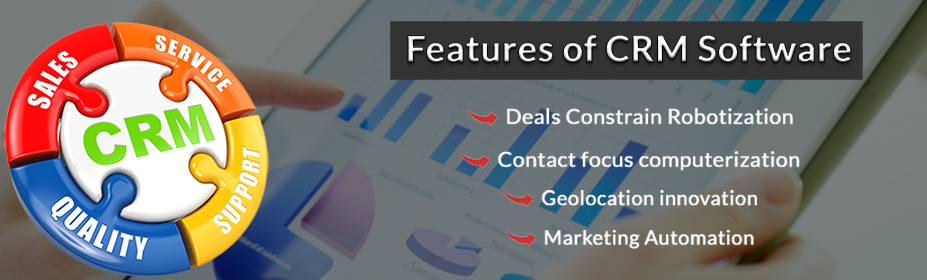 SALES
SERVICE
CRM
QUALITY
SUPPORT
Features of CRM Software
Deals Constrain Robotization
Contact focus computerization
Geolocation innovation
Marketing Automation